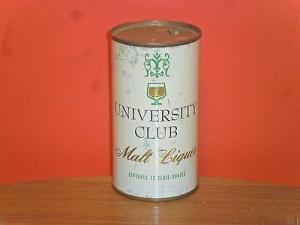 UNIVERSITY
CLUB
Malt Liquor
CONTENTS 12 FLUID OUNCES